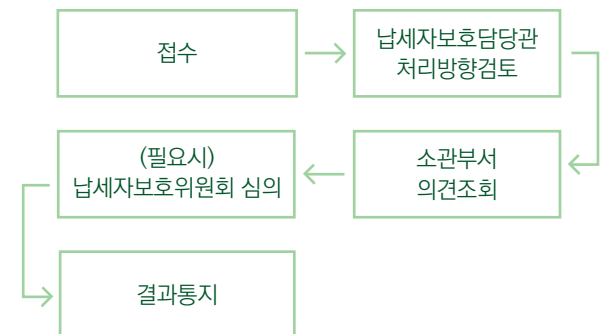 접수
납세자보호담당관
처리방향검토
소관부서
의견조회
(필요시)
납세자보호위원회 심의
결과통지